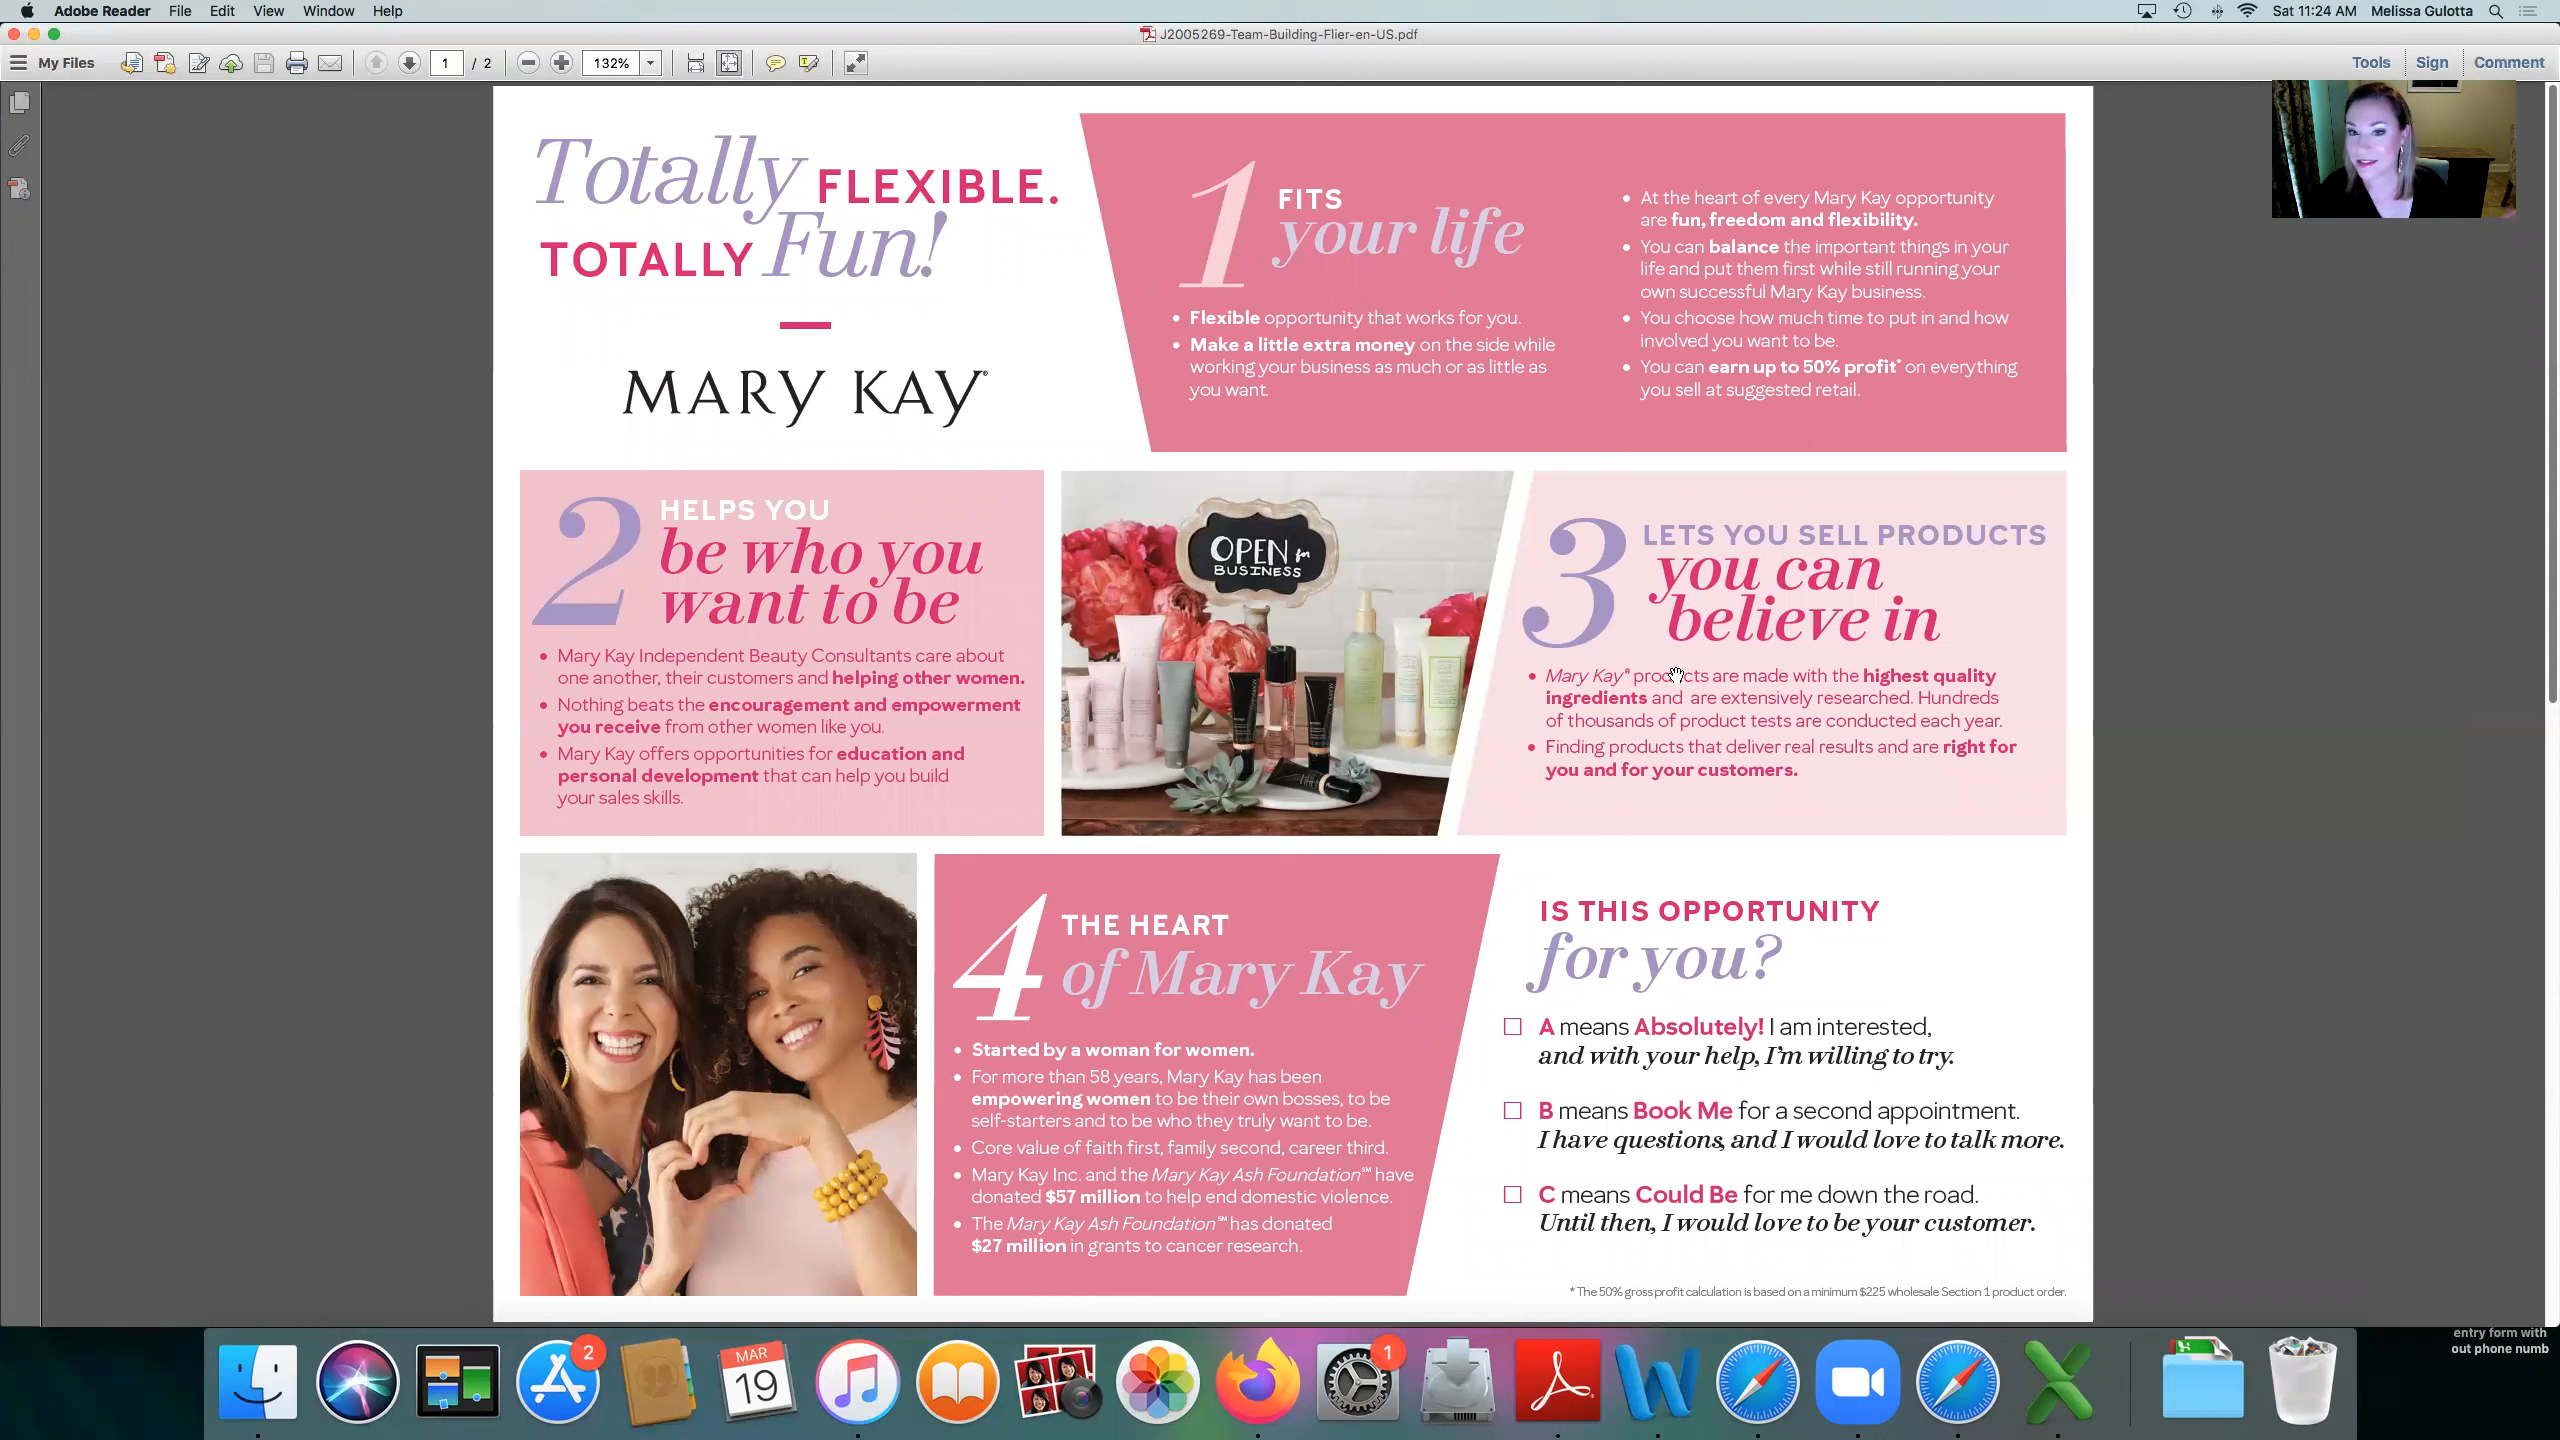 Adobe Reader File Edit View Window Help
Sat 11:24 AM Melissa Gulotta
J2005269-Team-Building-Flier-en-US.pdf
My Files
1 / 2
132%
Tools Sign Comment
Totally FLEXIBLE.
TOTALLY Fun!
MARY KAY®
1 FITS
your life
• Flexible opportunity that works for you.
• Make a little extra money on the side while
working your business as much or as little as
you want.
• At the heart of every Mary Kay opportunity
are fun, freedom and flexibility.
• You can balance the important things in your
life and put them first while still running your
own successful Mary Kay business.
• You choose how much time to put in and how
involved you want to be.
• You can earn up to 50% profit* on everything
you sell at suggested retail.
2 HELPS YOU
be who you
want to be
• Mary Kay Independent Beauty Consultants care about
one another, their customers and helping other women.
• Nothing beats the encouragement and empowerment
you receive from other women like you.
• Mary Kay offers opportunities for education and
personal development that can help you build
your sales skills.
OPEN for
BUSINESS
3 LETS YOU SELL PRODUCTS
you can
believe in
• Mary Kay® products are made with the highest quality
ingredients and are extensively researched. Hundreds
of thousands of product tests are conducted each year.
• Finding products that deliver real results and are right for
you and for your customers.
4 THE HEART
of Mary Kay
• Started by a woman for women.
• For more than 58 years, Mary Kay has been
empowering women to be their own bosses, to be
self-starters and to be who they truly want to be.
• Core value of faith first, family second, career third.
• Mary Kay Inc. and the Mary Kay Ash Foundation℠ have
donated $57 million to help end domestic violence.
• The Mary Kay Ash Foundation℠ has donated
$27 million in grants to cancer research.
IS THIS OPPORTUNITY
for you?
A means Absolutely! I am interested,
and with your help, I'm willing to try.
B means Book Me for a second appointment.
I have questions, and I would love to talk more.
C means Could Be for me down the road.
Until then, I would love to be your customer.
* The 50% gross profit calculation is based on a minimum $225 wholesale Section 1 product order.
entry form with
out phone numb
2
MAR
19
1